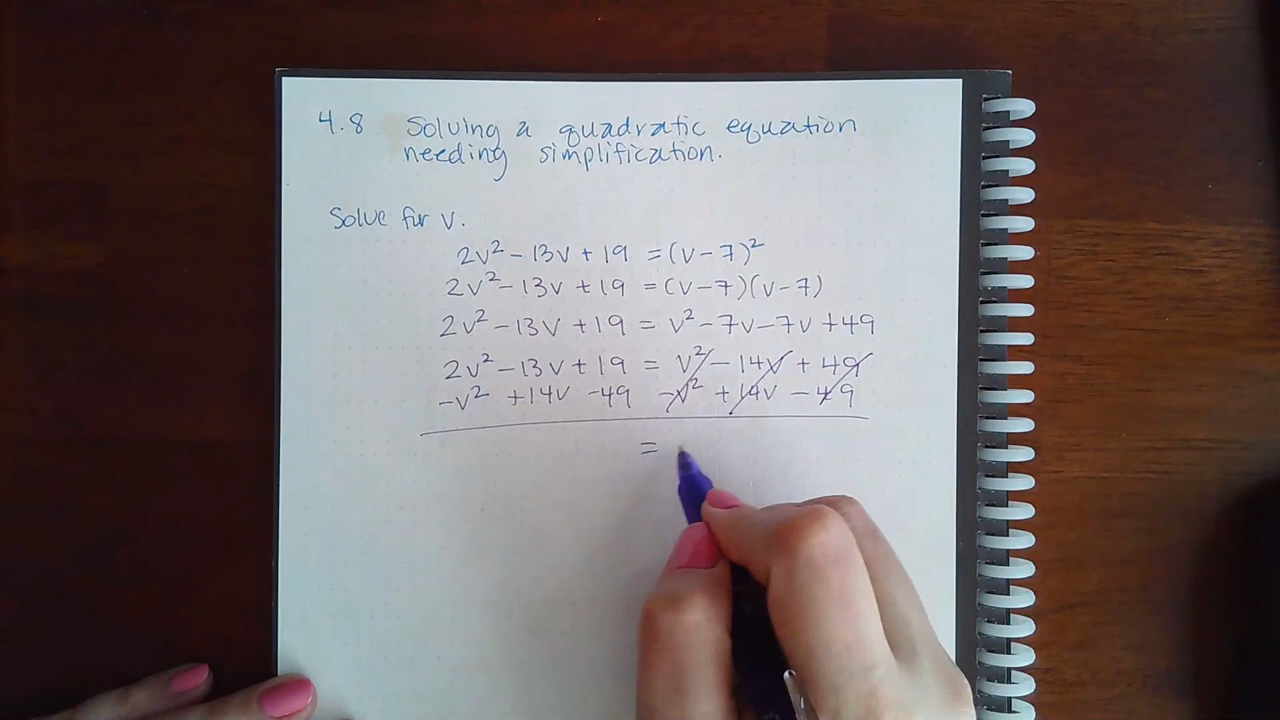 4.8 Solving a quadratic equation
needing simplification.
Solve for v.
2v² - 13v + 19 = (v - 7)²
2v² - 13v + 19 = (v - 7)(v - 7)
2v² - 13v + 19 = v² - 7v - 7v + 49
2v² - 13v + 19 = v² - 14v + 49
-v² + 14v - 49 -v² + 14v - 49
=